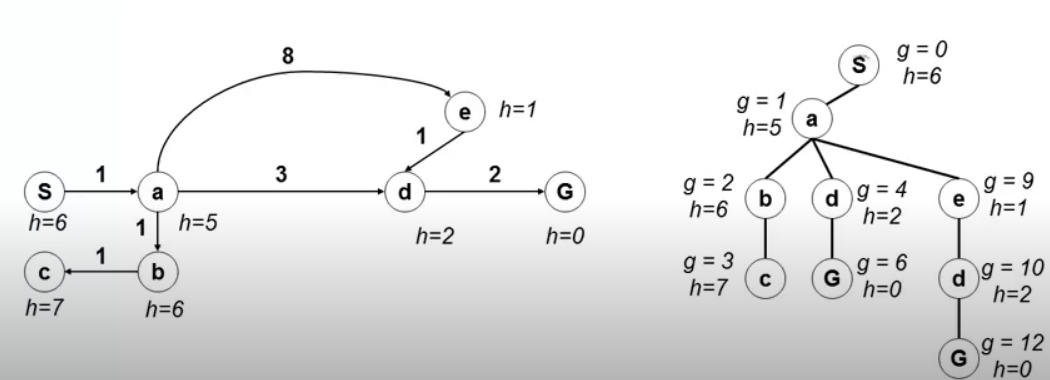 8
e
h=1
1
S
1
a
3
d
2
G
h=6
1
h=5
h=2
h=0
c
1
b
h=7
h=6
S
g = 0
h=6
g = 1
h=5
a
g = 2
h=6
b
d
g = 4
h=2
e
g = 9
h=1
g = 3
h=7
c
G
g = 6
h=0
d
g = 10
h=2
G
g = 12
h=0